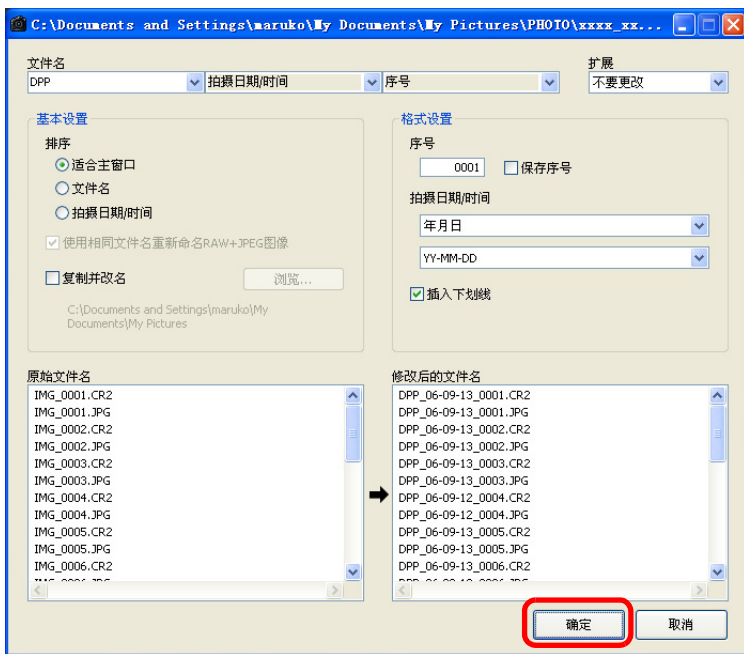 C:\Documents and Settings\maruko\My Documents\My Pictures\PHOTO\xxxx_xx...
文件名 扩展
DPP 拍摄日期/时间 序号 不要更改
基本设置
排序
适合主窗口
文件名
拍摄日期/时间
使用相同文件名重新命名RAW+JPEG图像
复制并改名 浏览...
C:\Documents and Settings\maruko\My
Documents\My Pictures
格式设置
序号
0001 保存序号
拍摄日期/时间
年月日
YY-MM-DD
插入下划线
原始文件名
IMG_0001.CR2
IMG_0001.JPG
IMG_0002.CR2
IMG_0002.JPG
IMG_0003.CR2
IMG_0003.JPG
IMG_0004.CR2
IMG_0004.JPG
IMG_0005.CR2
IMG_0005.JPG
IMG_0006.CR2
修改后的文件名
DPP_06-09-13_0001.CR2
DPP_06-09-13_0001.JPG
DPP_06-09-13_0002.CR2
DPP_06-09-13_0002.JPG
DPP_06-09-13_0003.CR2
DPP_06-09-13_0003.JPG
DPP_06-09-12_0004.CR2
DPP_06-09-12_0004.JPG
DPP_06-09-13_0005.CR2
DPP_06-09-13_0005.JPG
DPP_06-09-13_0006.CR2
确定 取消